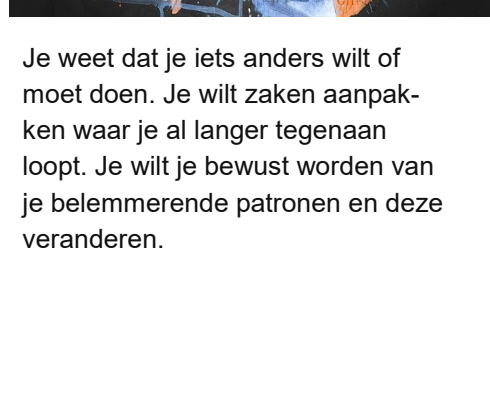 Je weet dat je iets anders wilt of
moet doen. Je wilt zaken aanpak-
ken waar je al langer tegenaan
loopt. Je wilt je bewust worden van
je belemmerende patronen en deze
veranderen.